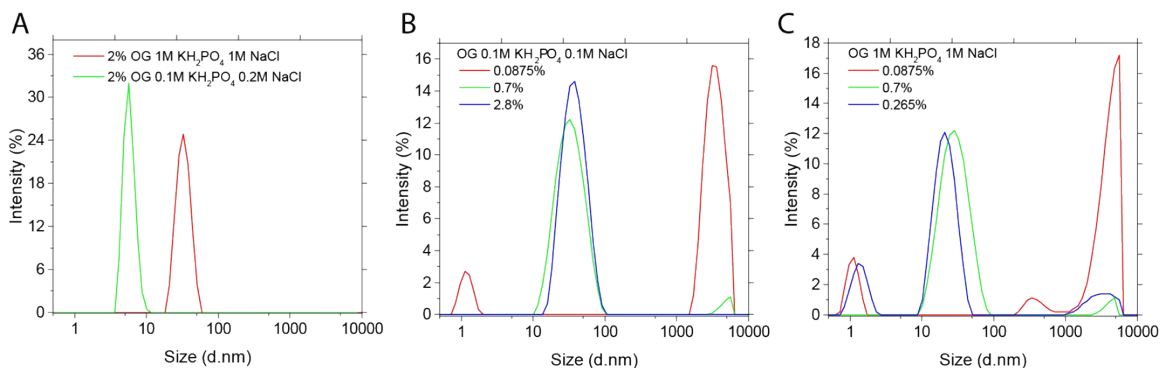 A
2% OG 1M KH₂PO₄ 1M NaCl
2% OG 0.1M KH₂PO₄ 0.2M NaCl
36
30
24
18
12
6
0
Intensity (%)
1 10 100 1000 10000
Size (d.nm)
B
OG 0.1M KH₂PO₄ 0.1M NaCl
0.0875%
0.7%
2.8%
16
14
12
10
8
6
4
2
0
Intensity (%)
1 10 100 1000 10000
Size (d.nm)
C
OG 1M KH₂PO₄ 1M NaCl
0.0875%
0.7%
0.265%
18
16
14
12
10
8
6
4
2
0
Intensity (%)
1 10 100 1000 10000
Size (d.nm)